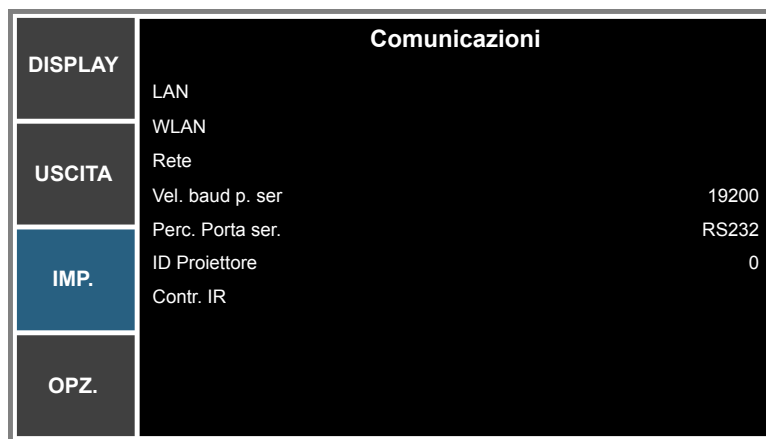 Comunicazioni
DISPLAY
USCITA
IMP.
OPZ.
LAN
WLAN
Rete
Vel. baud p. ser 19200
Perc. Porta ser. RS232
ID Proiettore 0
Contr. IR